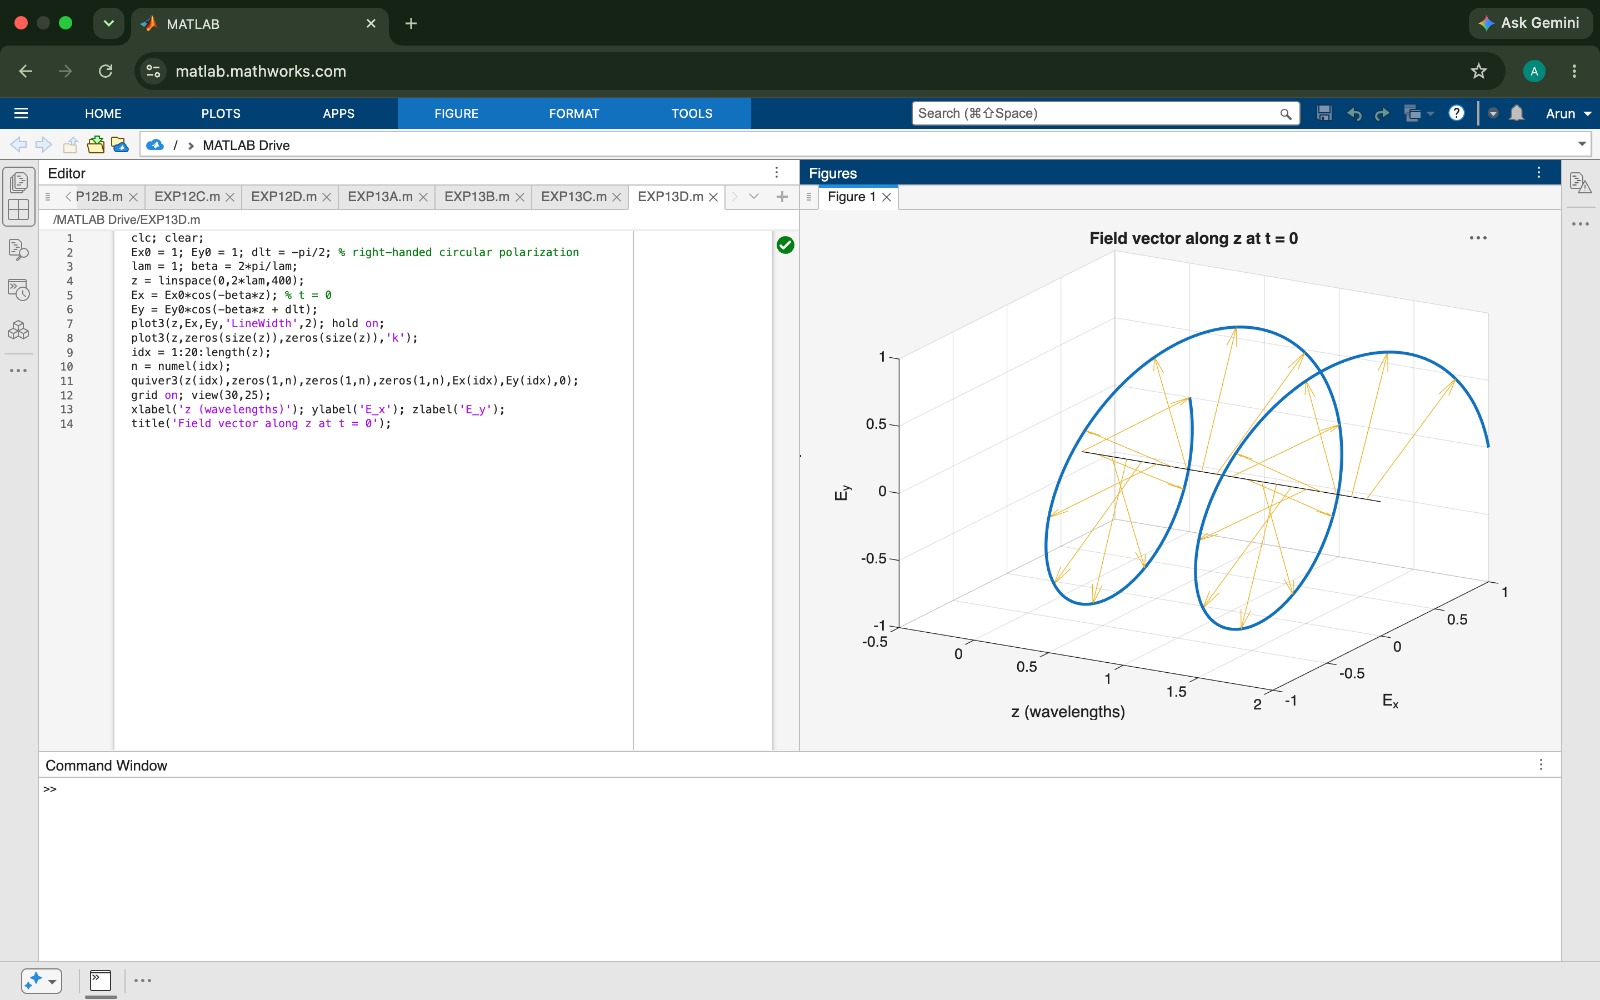 MATLAB
Ask Gemini
matlab.mathworks.com
A
HOME PLOTS APPS FIGURE FORMAT TOOLS
Search (⌘⇧Space)
Arun
/ › MATLAB Drive
Editor
P12B.m EXP12C.m EXP12D.m EXP13A.m EXP13B.m EXP13C.m EXP13D.m
/MATLAB Drive/EXP13D.m
1 clc; clear;
2 Ex0 = 1; Ey0 = 1; dlt = -pi/2; % right-handed circular polarization
3 lam = 1; beta = 2*pi/lam;
4 z = linspace(0,2*lam,400);
5 Ex = Ex0*cos(-beta*z); % t = 0
6 Ey = Ey0*cos(-beta*z + dlt);
7 plot3(z,Ex,Ey,'LineWidth',2); hold on;
8 plot3(z,zeros(size(z)),zeros(size(z)),'k');
9 idx = 1:20:length(z);
10 n = numel(idx);
11 quiver3(z(idx),zeros(1,n),zeros(1,n),zeros(1,n),Ex(idx),Ey(idx),0);
12 grid on; view(30,25);
13 xlabel('z (wavelengths)'); ylabel('E_x'); zlabel('E_y');
14 title('Field vector along z at t = 0');
Figures
Figure 1
Field vector along z at t = 0
1
0.5
0
-0.5
-1
Ey
-0.5
0
0.5
1
1.5
2
z (wavelengths)
-1
-0.5
0
0.5
1
Ex
Command Window
>>